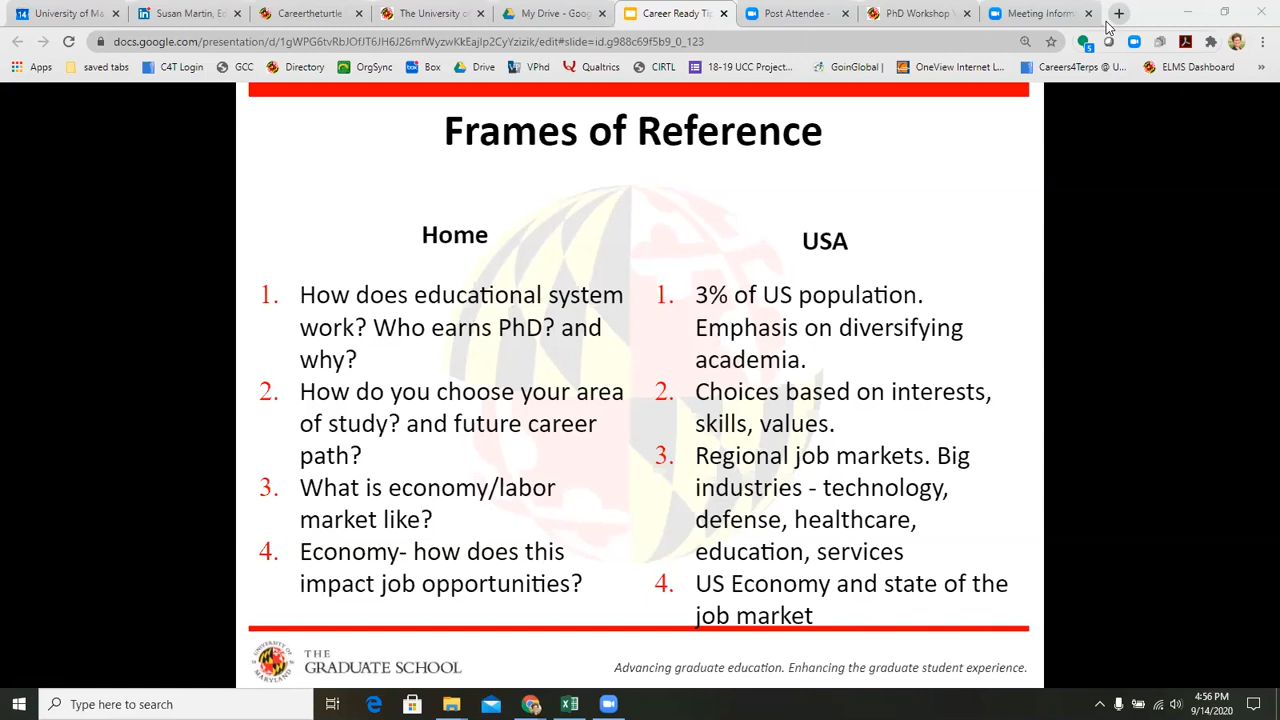 14 University
Susan Martin, Ed
Careertheturtle
The University of
My Drive - Goog
Career Ready Tip
Post Attendee -
PhD Workshop V
Meeting Inform
docs.google.com/presentation/d/1gWPG6tvRbJOfJT6JH6J26mfWyzwKkEajIn2CyYzizik/edit#slide=id.g988c69f5b9_0_123
5
Apps
saved tabs
C4T Login
GCC
Directory
OrgSync
Box
Drive
VPhd
Qualtrics
CIRTL
18-19 UCC Project...
GoinGlobal
OneView Internet L...
Careers4Terps @ U...
ELMS Dashboard
»
Frames of Reference
Home
1. How does educational system
work? Who earns PhD? and
why?
2. How do you choose your area
of study? and future career
path?
3. What is economy/labor
market like?
4. Economy- how does this
impact job opportunities?
USA
1. 3% of US population.
Emphasis on diversifying
academia.
2. Choices based on interests,
skills, values.
3. Regional job markets. Big
industries - technology,
defense, healthcare,
education, services
4. US Economy and state of the
job market
THE
GRADUATE SCHOOL
Advancing graduate education. Enhancing the graduate student experience.
Type here to search
4:56 PM
9/14/2020